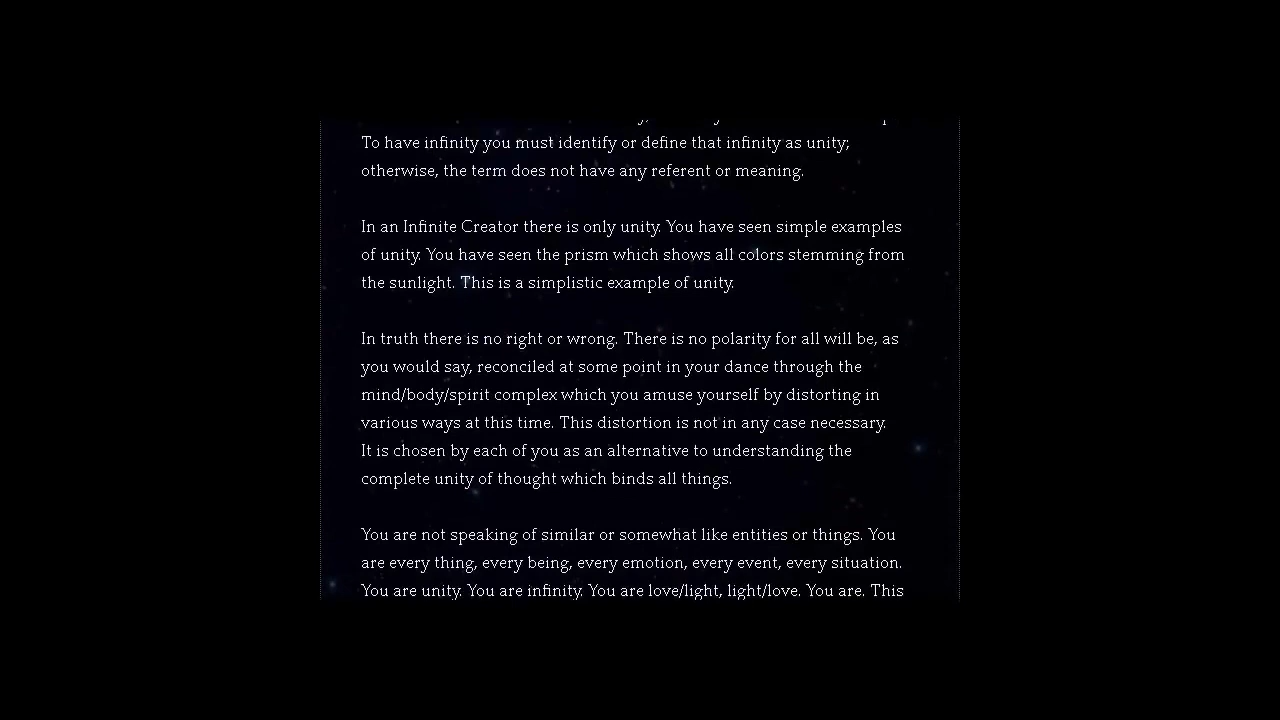 To have infinity you must identify or define that infinity as unity;
otherwise, the term does not have any referent or meaning.
In an Infinite Creator there is only unity. You have seen simple examples
of unity. You have seen the prism which shows all colors stemming from
the sunlight. This is a simplistic example of unity.
In truth there is no right or wrong. There is no polarity for all will be, as
you would say, reconciled at some point in your dance through the
mind/body/spirit complex which you amuse yourself by distorting in
various ways at this time. This distortion is not in any case necessary.
It is chosen by each of you as an alternative to understanding the
complete unity of thought which binds all things.
You are not speaking of similar or somewhat like entities or things. You
are every thing, every being, every emotion, every event, every situation.
You are unity. You are infinity. You are love/light, light/love. You are. This